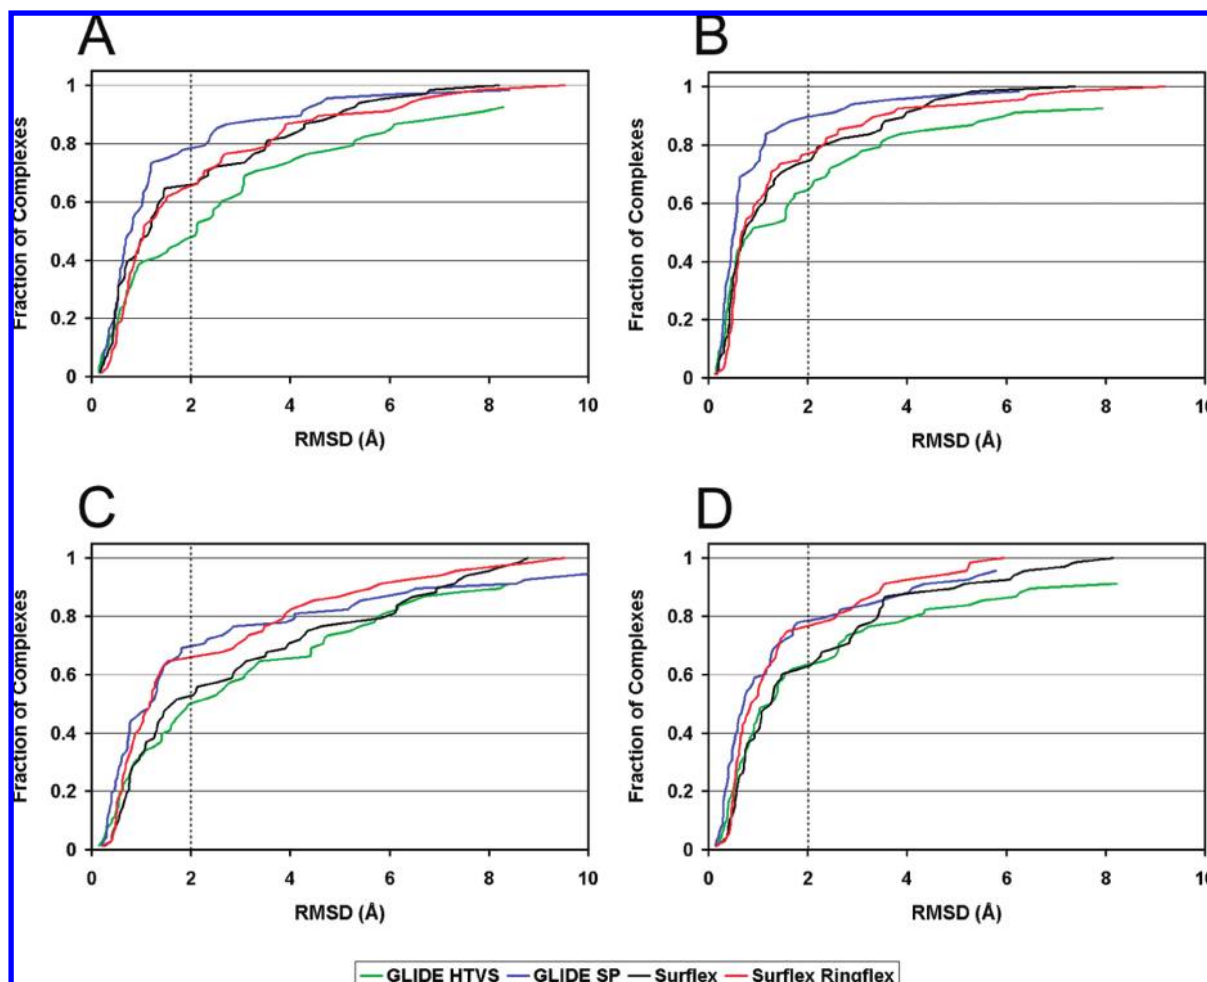 A
B
1
0.8
0.6
0.4
0.2
0
Fraction of Complexes
0 2 4 6 8 10
RMSD (Å)
1
0.8
0.6
0.4
0.2
0
Fraction of Complexes
0 2 4 6 8 10
RMSD (Å)
C
D
1
0.8
0.6
0.4
0.2
0
Fraction of Complexes
0 2 4 6 8 10
RMSD (Å)
1
0.8
0.6
0.4
0.2
0
Fraction of Complexes
0 2 4 6 8 10
RMSD (Å)
GLIDE HTVS GLIDE SP Surflex Surflex Ringflex